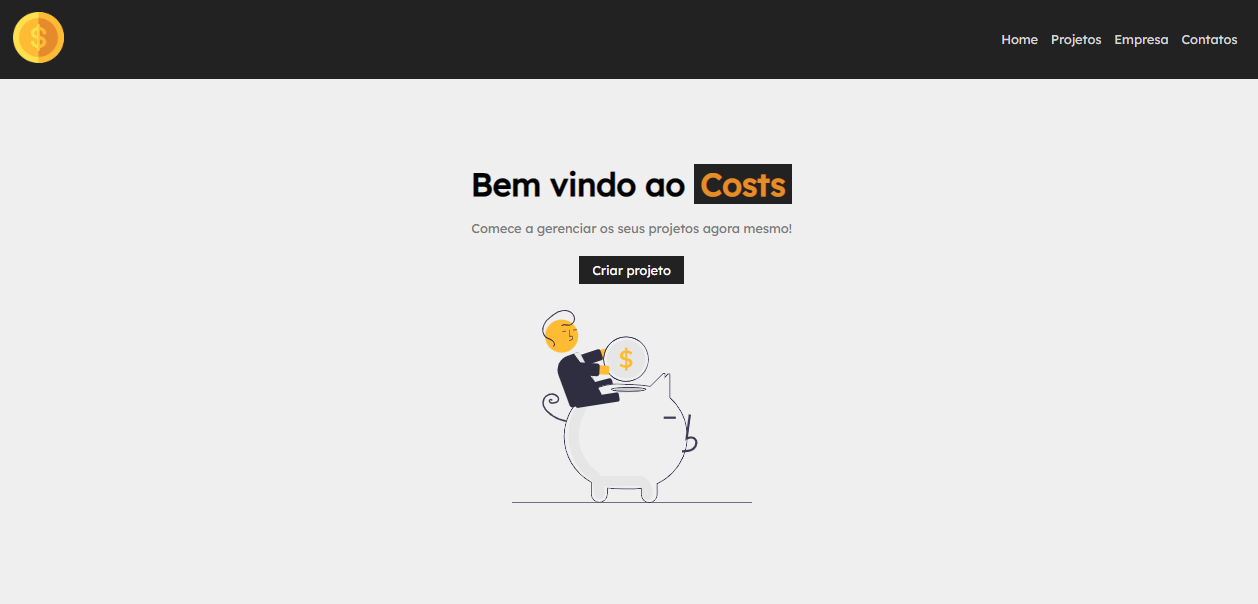 $
Home Projetos Empresa Contatos
Bem vindo ao Costs
Comece a gerenciar os seus projetos agora mesmo!
Criar projeto
$